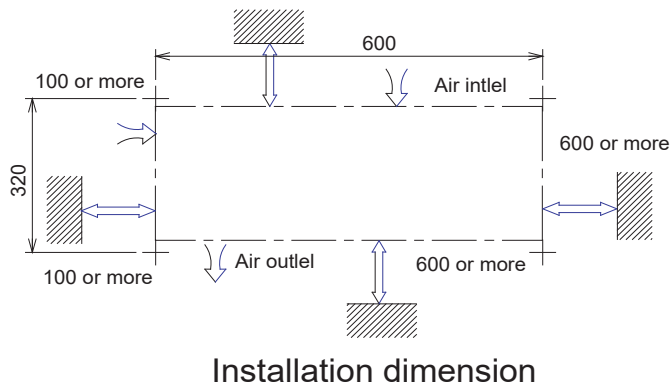 600
100 or more
Air intlel
600 or more
320
Air outlel
600 or more
100 or more
Installation dimension